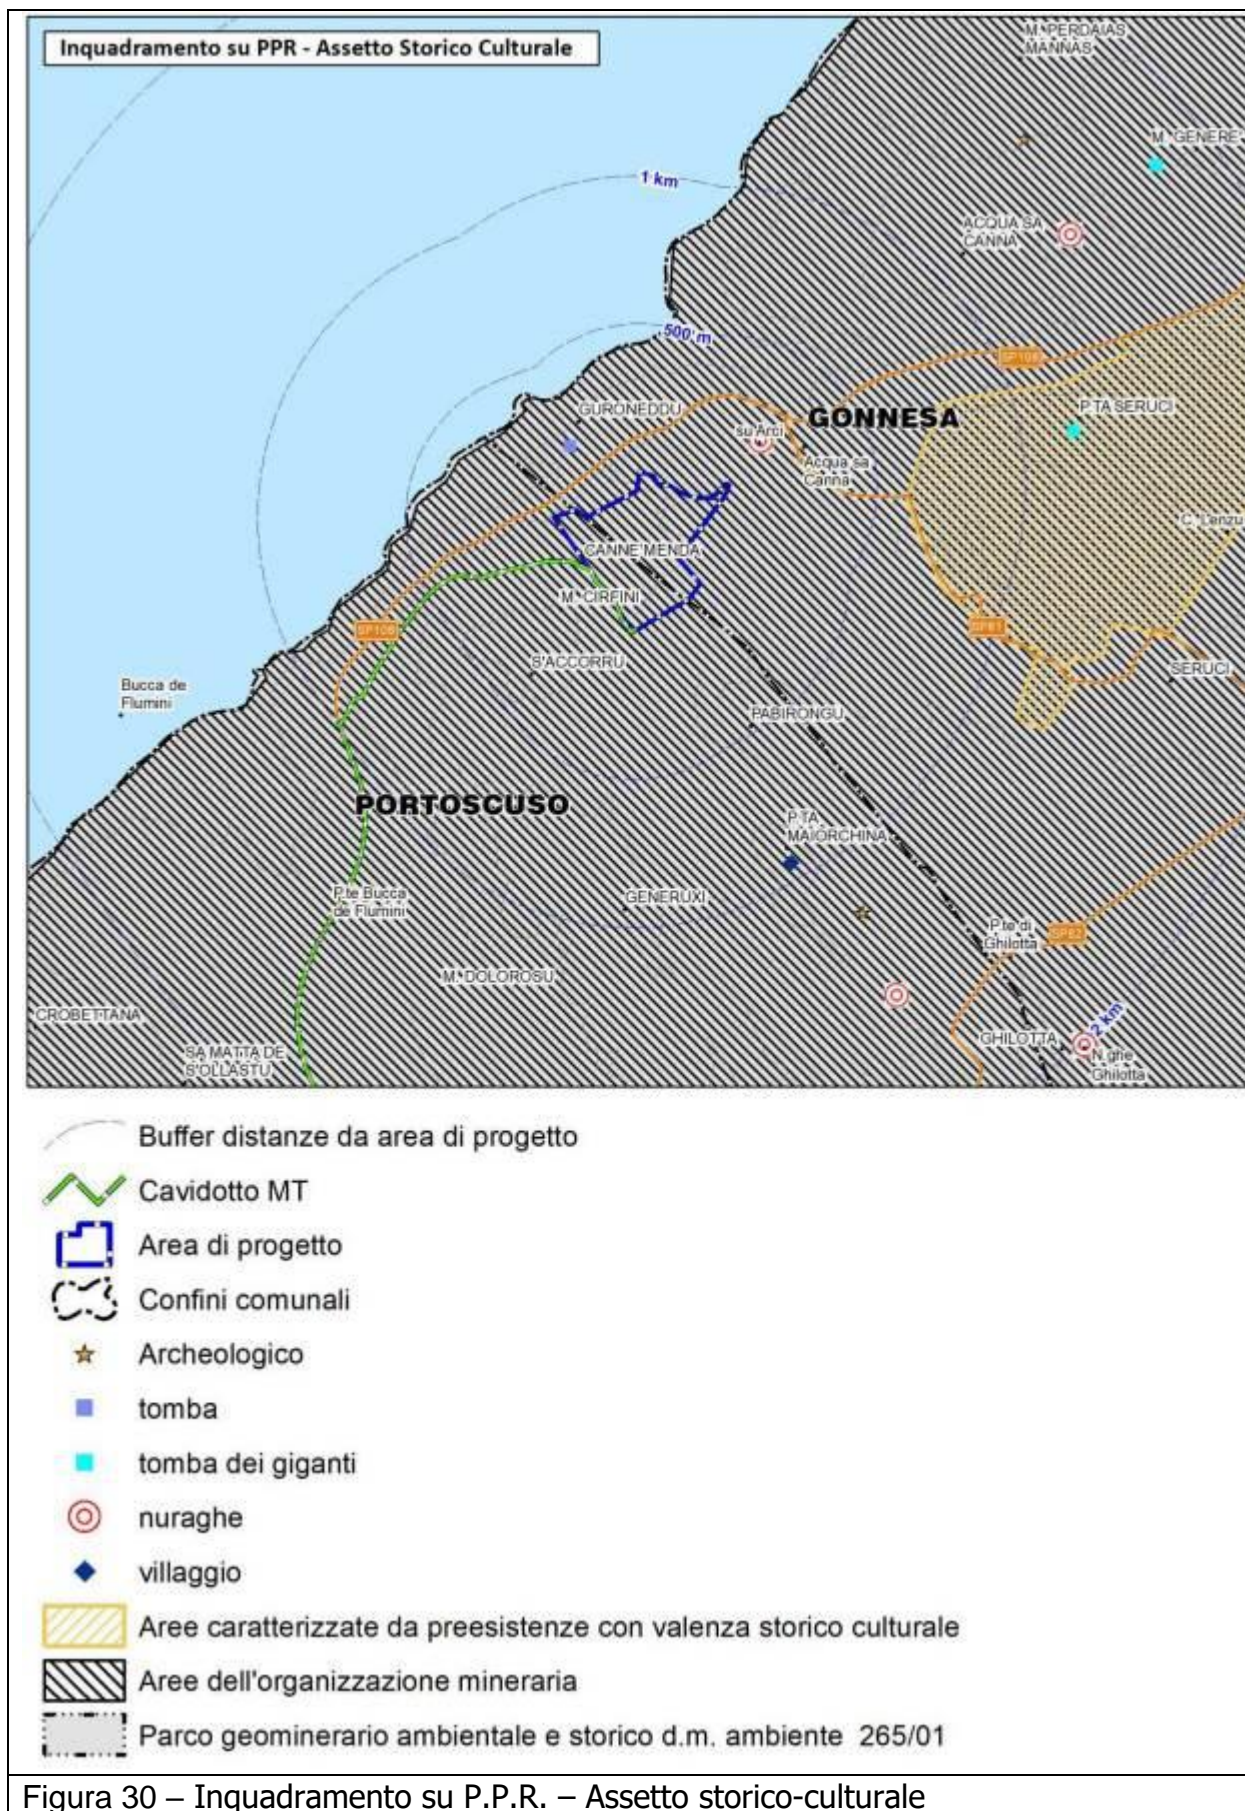 Inquadramento su PPR - Assetto Storico Culturale
M. PERDAIAS
MANNAS
M. GENERE
1 km
ACQUA SA
CANNA
500 m
SP108
GURONEDDU
P.TA SERUCI
GONNESA
su Arci
Acqua sa
Canna
C. Lenzu
CANNE MENDA
M. CIRFINI
SP108
SP81
S'ACCORRU
SERUCI
Bucca de
Flumini
PABIRONGU
PORTOSCUSO
P.TA
MAIORCHINA
P.te Bucca
de Flumini
GENERUXI
P.te di
Ghilotta
SP82
M. DOLOROSU
CROBETTANA
2 km
GHILOTTA
SA MATTA DE
S'OLLASTU
N.ghe
Ghilotta
Buffer distanze da area di progetto
Cavidotto MT
Area di progetto
Confini comunali
Archeologico
tomba
tomba dei giganti
nuraghe
villaggio
Aree caratterizzate da preesistenze con valenza storico culturale
Aree dell'organizzazione mineraria
Parco geominerario ambientale e storico d.m. ambiente 265/01
Figura 30 – Inquadramento su P.P.R. – Assetto storico-culturale